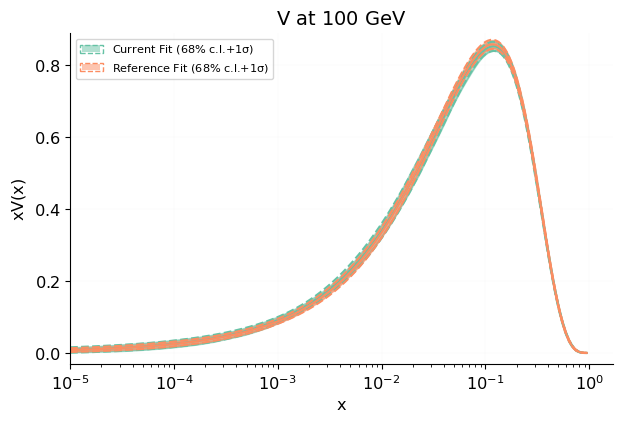 V at 100 GeV
Current Fit (68% c.l.+1σ)
Reference Fit (68% c.l.+1σ)
xV(x)
0.8
0.6
0.4
0.2
0.0
10⁻⁵ 10⁻⁴ 10⁻³ 10⁻² 10⁻¹ 10⁰
x